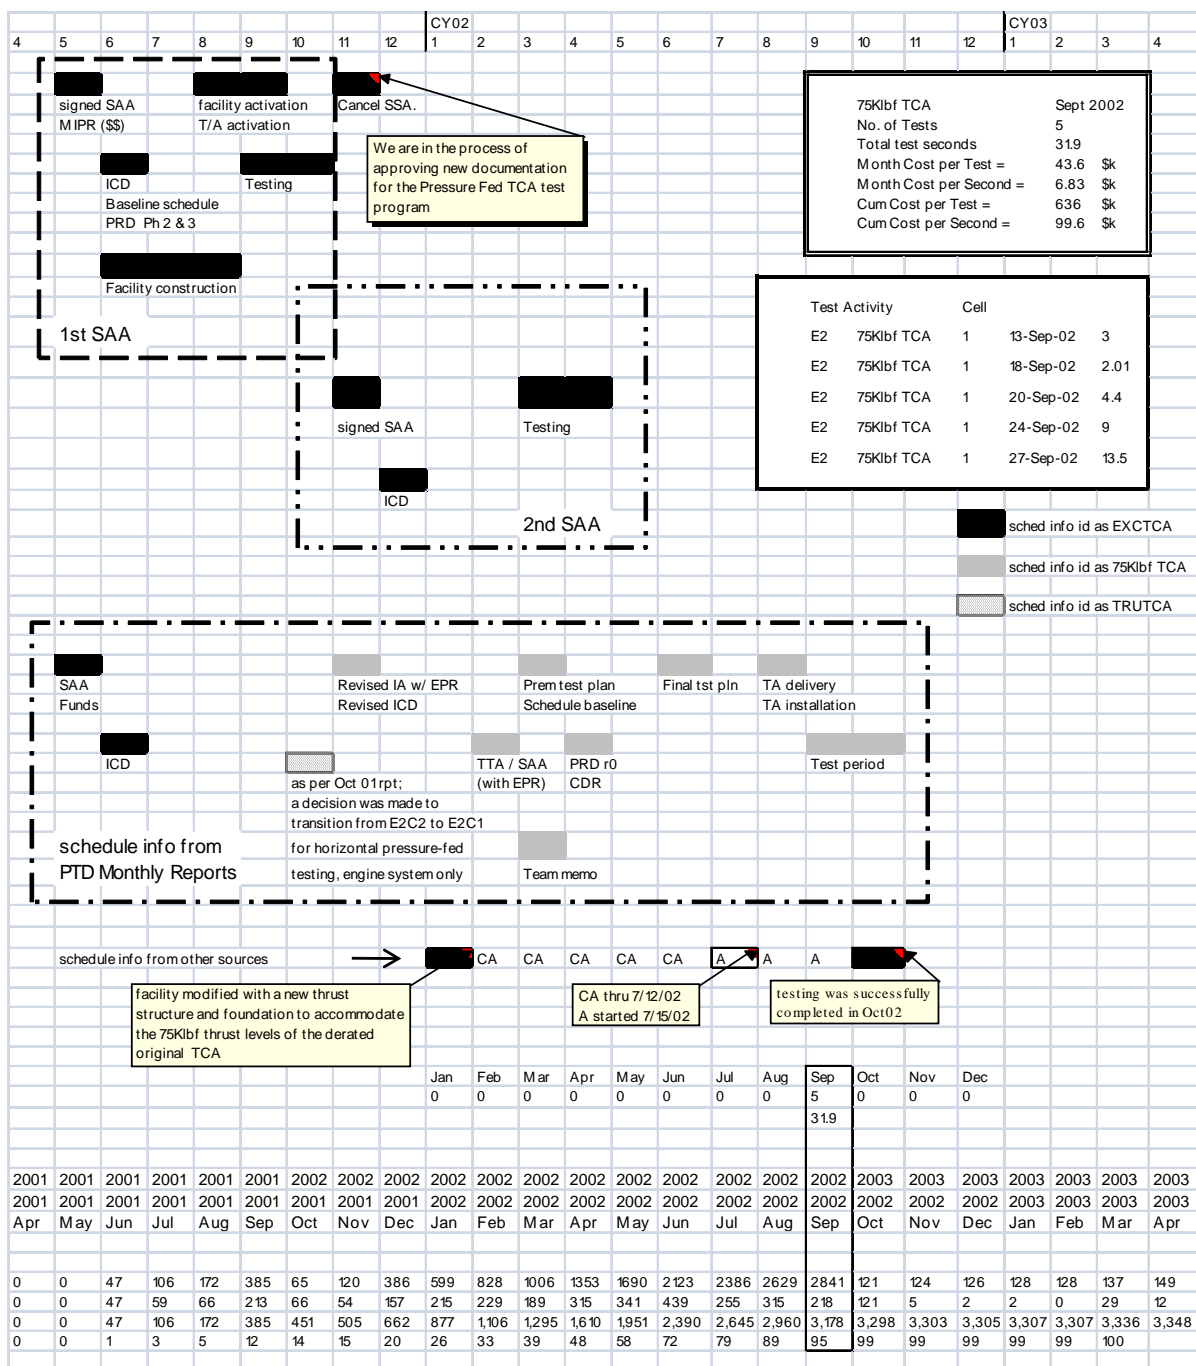 CY02 CY03
4 5 6 7 8 9 10 11 12 1 2 3 4 5 6 7 8 9 10 11 12 1 2 3 4
signed SAA
MIPR ($$)
facility activation
T/A activation
Cancel SSA.
We are in the process of
approving new documentation
for the Pressure Fed TCA test
program
ICD
Baseline schedule
PRD Ph 2 & 3
Testing
Facility construction
1st SAA
75Klbf TCA Sept 2002
No. of Tests 5
Total test seconds 31.9
Month Cost per Test = 43.6 $k
Month Cost per Second = 6.83 $k
Cum Cost per Test = 636 $k
Cum Cost per Second = 99.6 $k
Test Activity Cell
E2 75Klbf TCA 1 13-Sep-02 3
E2 75Klbf TCA 1 18-Sep-02 2.01
E2 75Klbf TCA 1 20-Sep-02 4.4
E2 75Klbf TCA 1 24-Sep-02 9
E2 75Klbf TCA 1 27-Sep-02 13.5
signed SAA
Testing
ICD
2nd SAA
sched info id as EXCTCA
sched info id as 75Klbf TCA
sched info id as TRUTCA
SAA
Funds
Revised IA w/ EPR
Revised ICD
Prem test plan
Schedule baseline
Final tst pln
TA delivery
TA installation
ICD
as per Oct 01 rpt;
a decision was made to
transition from E2C2 to E2C1
for horizontal pressure-fed
testing, engine system only
TTA / SAA
(with EPR)
PRD r0
CDR
Test period
Team memo
schedule info from
PTD Monthly Reports
schedule info from other sources
CA CA CA CA CA A A A
facility modified with a new thrust
structure and foundation to accommodate
the 75Klbf thrust levels of the derated
original TCA
CA thru 7/12/02
A started 7/15/02
testing was successfully
completed in Oct02
Jan Feb Mar Apr May Jun Jul Aug Sep Oct Nov Dec
0 0 0 0 0 0 0 0 5 0 0 0
31.9
2001 2001 2001 2001 2001 2001 2002 2002 2002 2002 2002 2002 2002 2002 2002 2002 2002 2002 2003 2003 2003 2003 2003 2003 2003
2001 2001 2001 2001 2001 2001 2001 2001 2001 2002 2002 2002 2002 2002 2002 2002 2002 2002 2002 2002 2002 2003 2003 2003 2003
Apr May Jun Jul Aug Sep Oct Nov Dec Jan Feb Mar Apr May Jun Jul Aug Sep Oct Nov Dec Jan Feb Mar Apr
0 0 47 106 172 385 65 120 386 599 828 1006 1353 1690 2123 2386 2629 2841 121 124 126 128 128 137 149
0 0 47 59 66 213 66 54 157 215 229 189 315 341 439 255 315 218 121 5 2 2 0 29 12
0 0 47 106 172 385 451 505 662 877 1,106 1,295 1,610 1,951 2,390 2,645 2,960 3,178 3,298 3,303 3,305 3,307 3,307 3,336 3,348
0 0 1 3 5 12 14 15 20 26 33 39 48 58 72 79 89 95 99 99 99 99 99 100